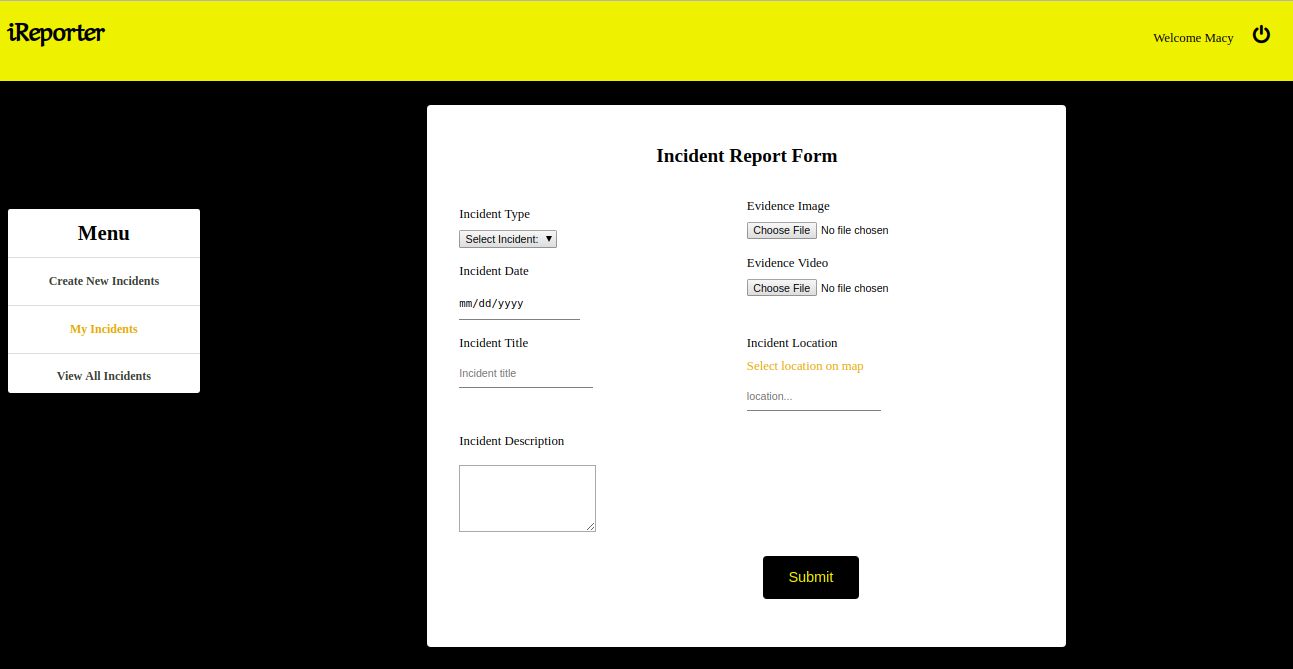 iReporter
Welcome Macy
Menu
Create New Incidents
My Incidents
View All Incidents
Incident Report Form
Incident Type
Select Incident:
Incident Date
mm/dd/yyyy
Incident Title
Incident title
Incident Description
Evidence Image
Choose File No file chosen
Evidence Video
Choose File No file chosen
Incident Location
Select location on map
location...
Submit